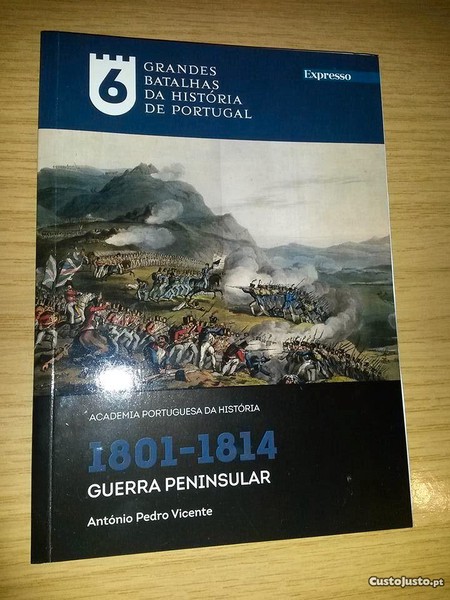 6
GRANDES
BATALHAS
DA HISTÓRIA
DE PORTUGAL
Expresso
ACADEMIA PORTUGUESA DA HISTÓRIA
1801-1814
GUERRA PENINSULAR
António Pedro Vicente
CustoJusto.pt